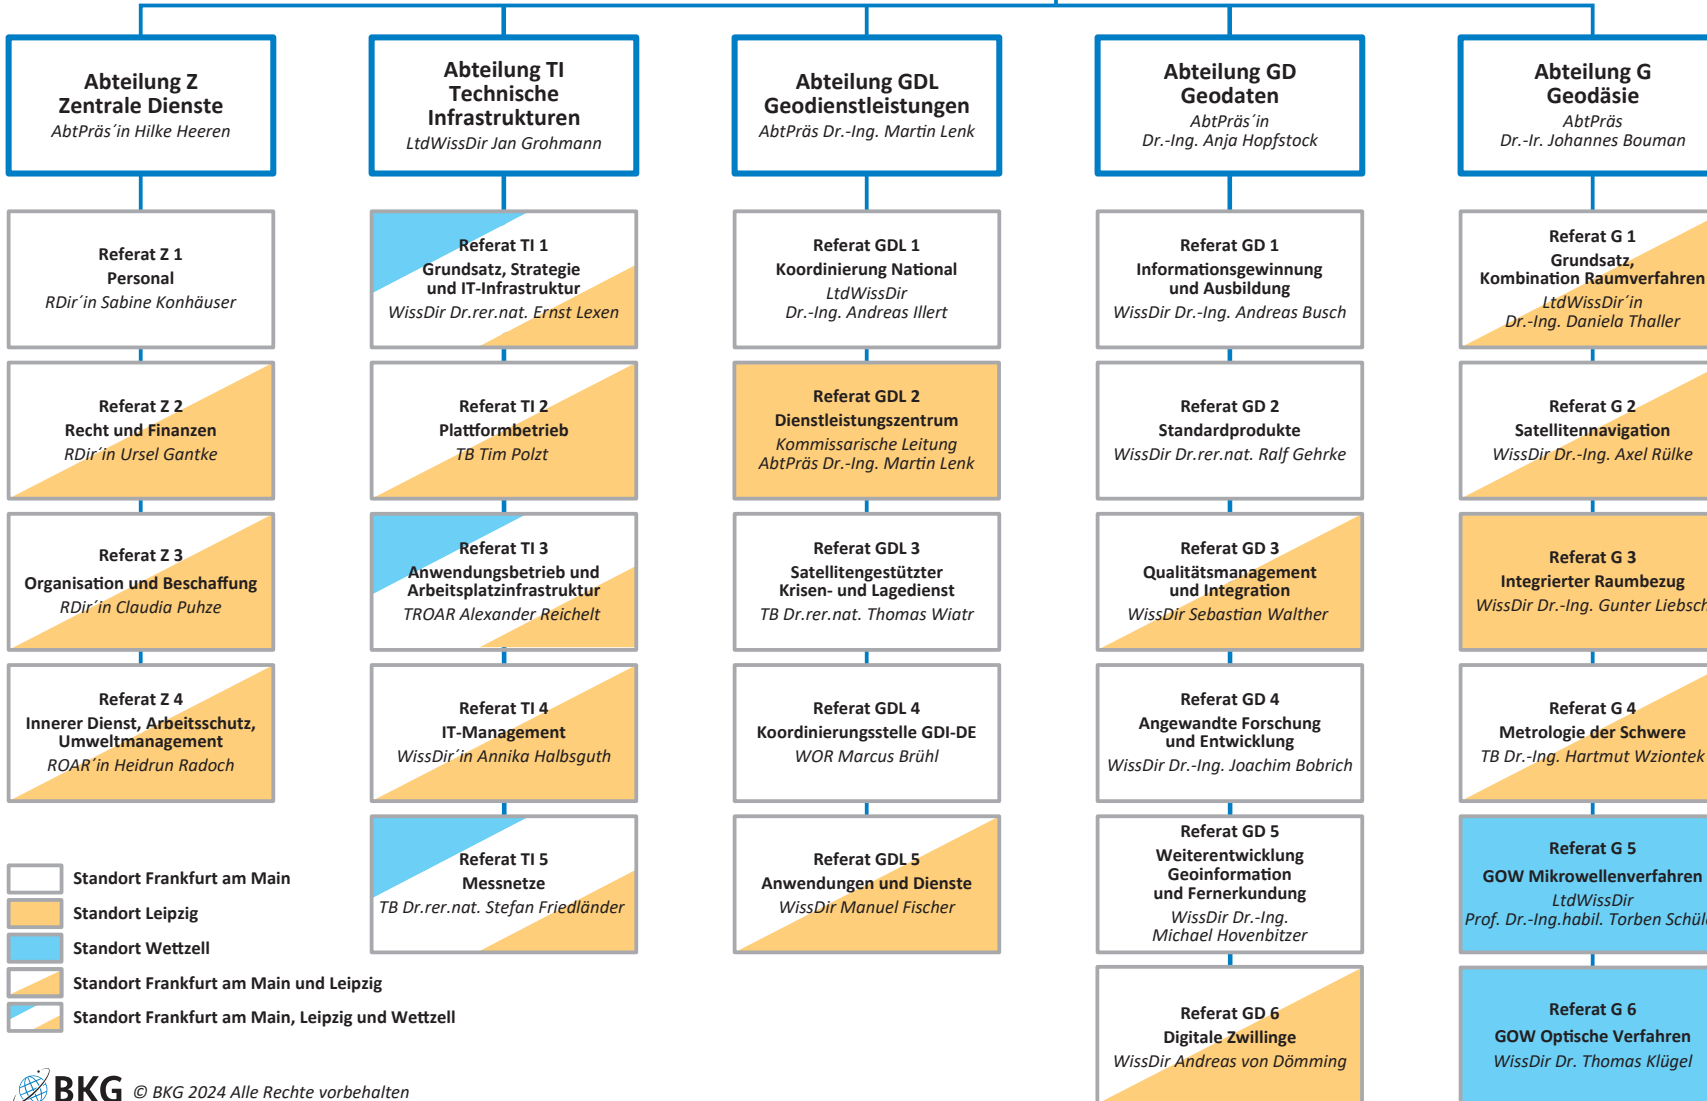 Abteilung Z
Zentrale Dienste
AbtPräs´in Hilke Heeren
Referat Z 1
Personal
RDir´in Sabine Konhäuser
Referat Z 2
Recht und Finanzen
RDir´in Ursel Gantke
Referat Z 3
Organisation und Beschaffung
RDir´in Claudia Puhze
Referat Z 4
Innerer Dienst, Arbeitsschutz,
Umweltmanagement
ROAR´in Heidrun Radoch
Abteilung TI
Technische
Infrastrukturen
LtdWissDir Jan Grohmann
Referat TI 1
Grundsatz, Strategie
und IT-Infrastruktur
WissDir Dr.rer.nat. Ernst Lexen
Referat TI 2
Plattformbetrieb
TB Tim Polzt
Referat TI 3
Anwendungsbetrieb und
Arbeitsplatzinfrastruktur
TROAR Alexander Reichelt
Referat TI 4
IT-Management
WissDir´in Annika Halbsguth
Referat TI 5
Messnetze
TB Dr.rer.nat. Stefan Friedländer
Abteilung GDL
Geodienstleistungen
AbtPräs Dr.-Ing. Martin Lenk
Referat GDL 1
Koordinierung National
LtdWissDir
Dr.-Ing. Andreas Illert
Referat GDL 2
Dienstleistungszentrum
Kommissarische Leitung
AbtPräs Dr.-Ing. Martin Lenk
Referat GDL 3
Satellitengestützter
Krisen- und Lagedienst
TB Dr.rer.nat. Thomas Wiatr
Referat GDL 4
Koordinierungsstelle GDI-DE
WOR Marcus Brühl
Referat GDL 5
Anwendungen und Dienste
WissDir Manuel Fischer
Abteilung GD
Geodaten
AbtPräs´in
Dr.-Ing. Anja Hopfstock
Referat GD 1
Informationsgewinnung
und Ausbildung
WissDir Dr.-Ing. Andreas Busch
Referat GD 2
Standardprodukte
WissDir Dr.rer.nat. Ralf Gehrke
Referat GD 3
Qualitätsmanagement
und Integration
WissDir Sebastian Walther
Referat GD 4
Angewandte Forschung
und Entwicklung
WissDir Dr.-Ing. Joachim Bobrich
Referat GD 5
Weiterentwicklung
Geoinformation
und Fernerkundung
WissDir Dr.-Ing.
Michael Hovenbitzer
Referat GD 6
Digitale Zwillinge
WissDir Andreas von Dömming
Abteilung G
Geodäsie
AbtPräs
Dr.-Ir. Johannes Bouman
Referat G 1
Grundsatz,
Kombination Raumverfahren
LtdWissDir´in
Dr.-Ing. Daniela Thaller
Referat G 2
Satellitennavigation
WissDir Dr.-Ing. Axel Rülke
Referat G 3
Integrierter Raumbezug
WissDir Dr.-Ing. Gunter Liebsch
Referat G 4
Metrologie der Schwere
TB Dr.-Ing. Hartmut Wziontek
Referat G 5
GOW Mikrowellenverfahren
LtdWissDir
Prof. Dr.-Ing.habil. Torben
Referat G 6
GOW Optische Verfahren
WissDir Dr. Thomas Klügel
Standort Frankfurt am Main
Standort Leipzig
Standort Wettzell
Standort Frankfurt am Main und Leipzig
Standort Frankfurt am Main, Leipzig und Wettzell
BKG © BKG 2024 Alle Rechte vorbehalten